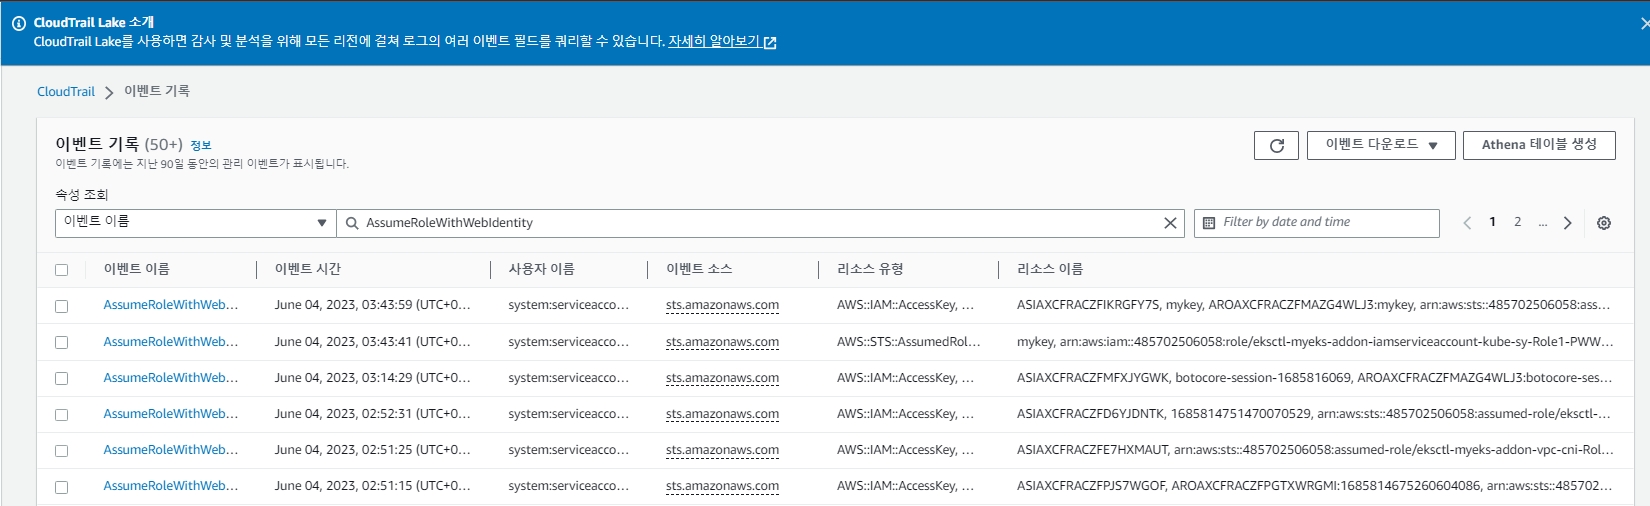 CloudTrail Lake 소개
CloudTrail Lake를 사용하면 감사 및 분석을 위해 모든 리전에 걸쳐 로그의 여러 이벤트 필드를 쿼리할 수 있습니다. 자세히 알아보기
CloudTrail > 이벤트 기록
이벤트 기록 (50+) 정보
이벤트 기록에는 지난 90일 동안의 관리 이벤트가 표시됩니다.
이벤트 다운로드 Athena 테이블 생성
속성 조회
이벤트 이름 AssumeRoleWithWebIdentity Filter by date and time 1 2 ...
이벤트 이름 이벤트 시간 사용자 이름 이벤트 소스 리소스 유형 리소스 이름
AssumeRoleWithWeb... June 04, 2023, 03:43:59 (UTC+0... system:serviceacco... sts.amazonaws.com AWS::IAM::AccessKey, ... ASIAXCFRACZFIKRGFY7S, mykey, AROAXCFRACZFMAZG4WLJ3:mykey, arn:aws:sts::485702506058:ass...
AssumeRoleWithWeb... June 04, 2023, 03:43:41 (UTC+0... system:serviceacco... sts.amazonaws.com AWS::STS::AssumedRol... mykey, arn:aws:iam::485702506058:role/eksctl-myeks-addon-iamserviceaccount-kube-sy-Role1-PWW...
AssumeRoleWithWeb... June 04, 2023, 03:14:29 (UTC+0... system:serviceacco... sts.amazonaws.com AWS::IAM::AccessKey, ... ASIAXCFRACZFMFXJYGWK, botocore-session-1685816069, AROAXCFRACZFMAZG4WLJ3:botocore-ses...
AssumeRoleWithWeb... June 04, 2023, 02:52:31 (UTC+0... system:serviceacco... sts.amazonaws.com AWS::IAM::AccessKey, ... ASIAXCFRACZFD6YJDNTK, 1685814751470070529, arn:aws:sts::485702506058:assumed-role/eksctl-...
AssumeRoleWithWeb... June 04, 2023, 02:51:25 (UTC+0... system:serviceacco... sts.amazonaws.com AWS::IAM::AccessKey, ... ASIAXCFRACZFE7HXMAUT, arn:aws:sts::485702506058:assumed-role/eksctl-myeks-addon-vpc-cni-Rol...
AssumeRoleWithWeb... June 04, 2023, 02:51:15 (UTC+0... system:serviceacco... sts.amazonaws.com AWS::IAM::AccessKey, ... ASIAXCFRACZFPJS7WGOF, AROAXCFRACZFPGTXWRGMI:1685814675260604086, arn:aws:sts::485702...